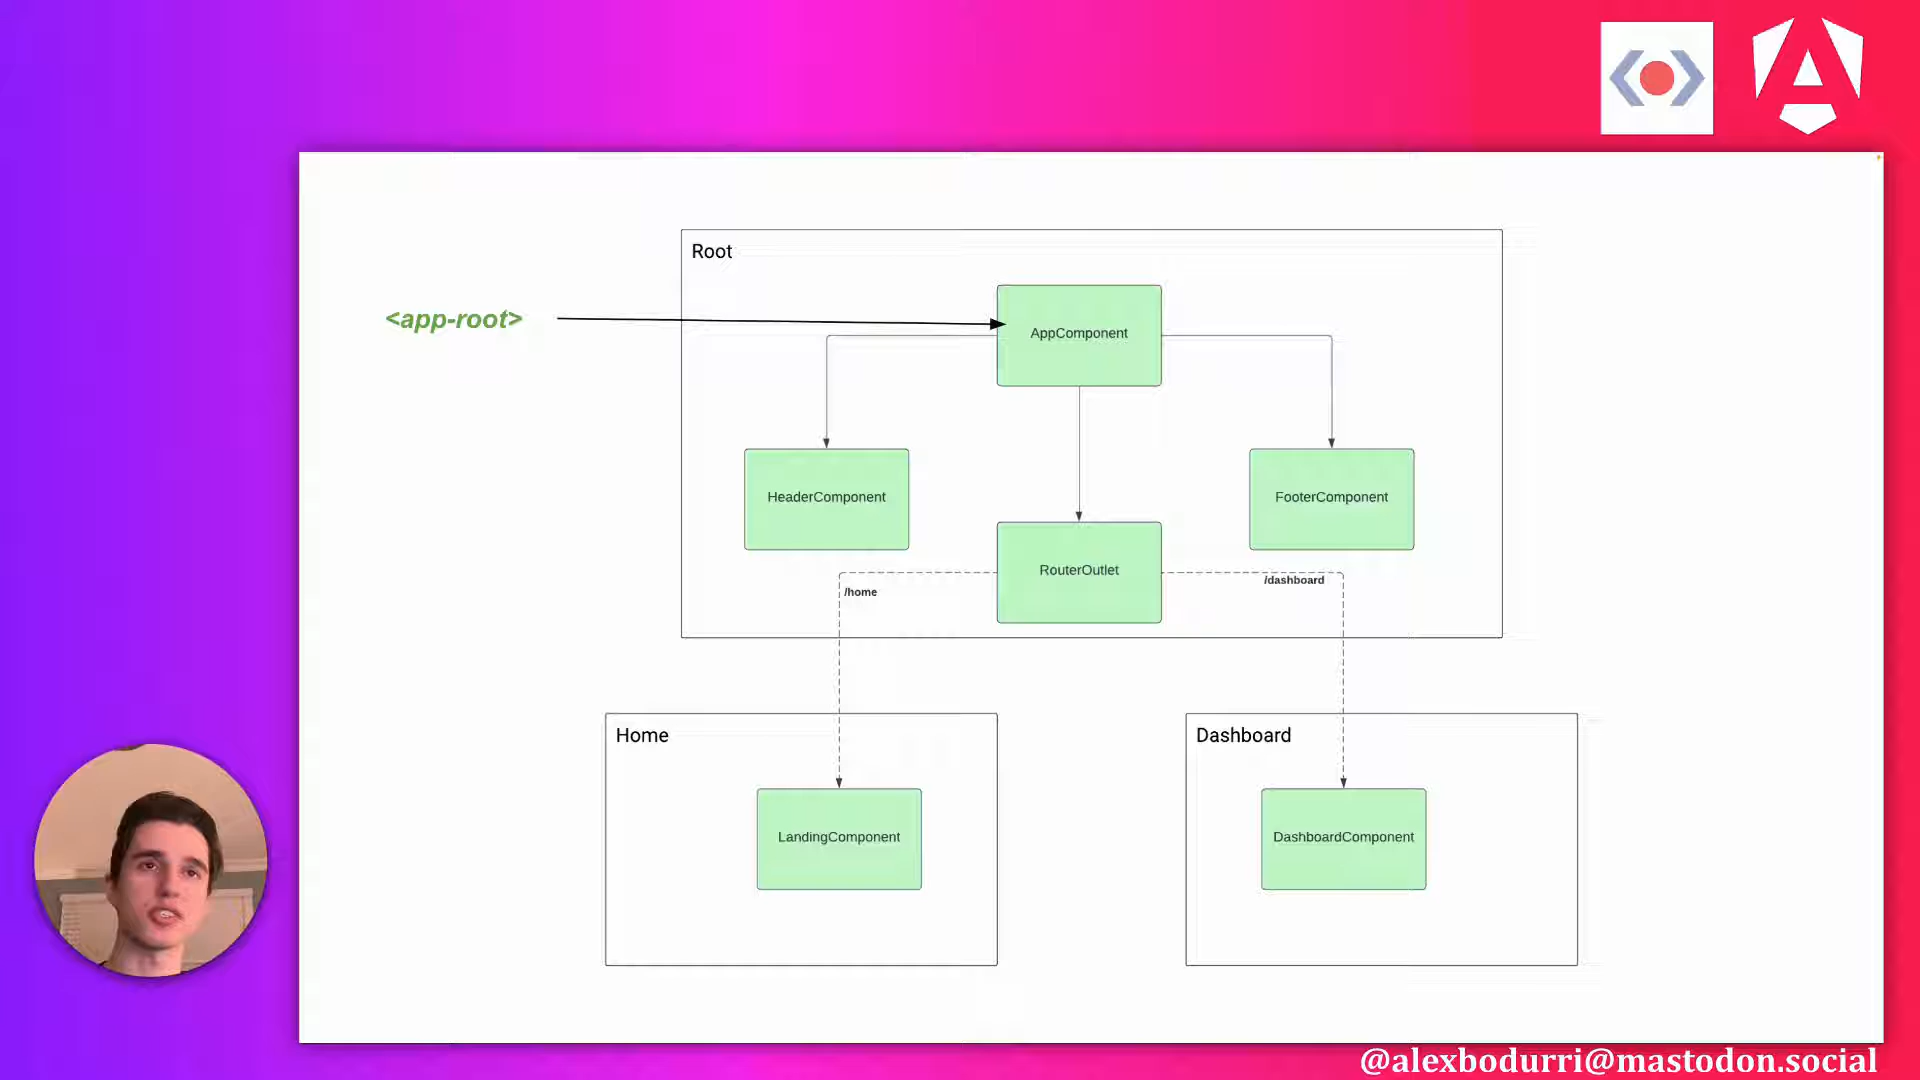 Root
<app-root>
AppComponent
HeaderComponent
FooterComponent
RouterOutlet
/home
/dashboard
Home
Dashboard
LandingComponent
DashboardComponent
@alexbodurri@mastodon.social